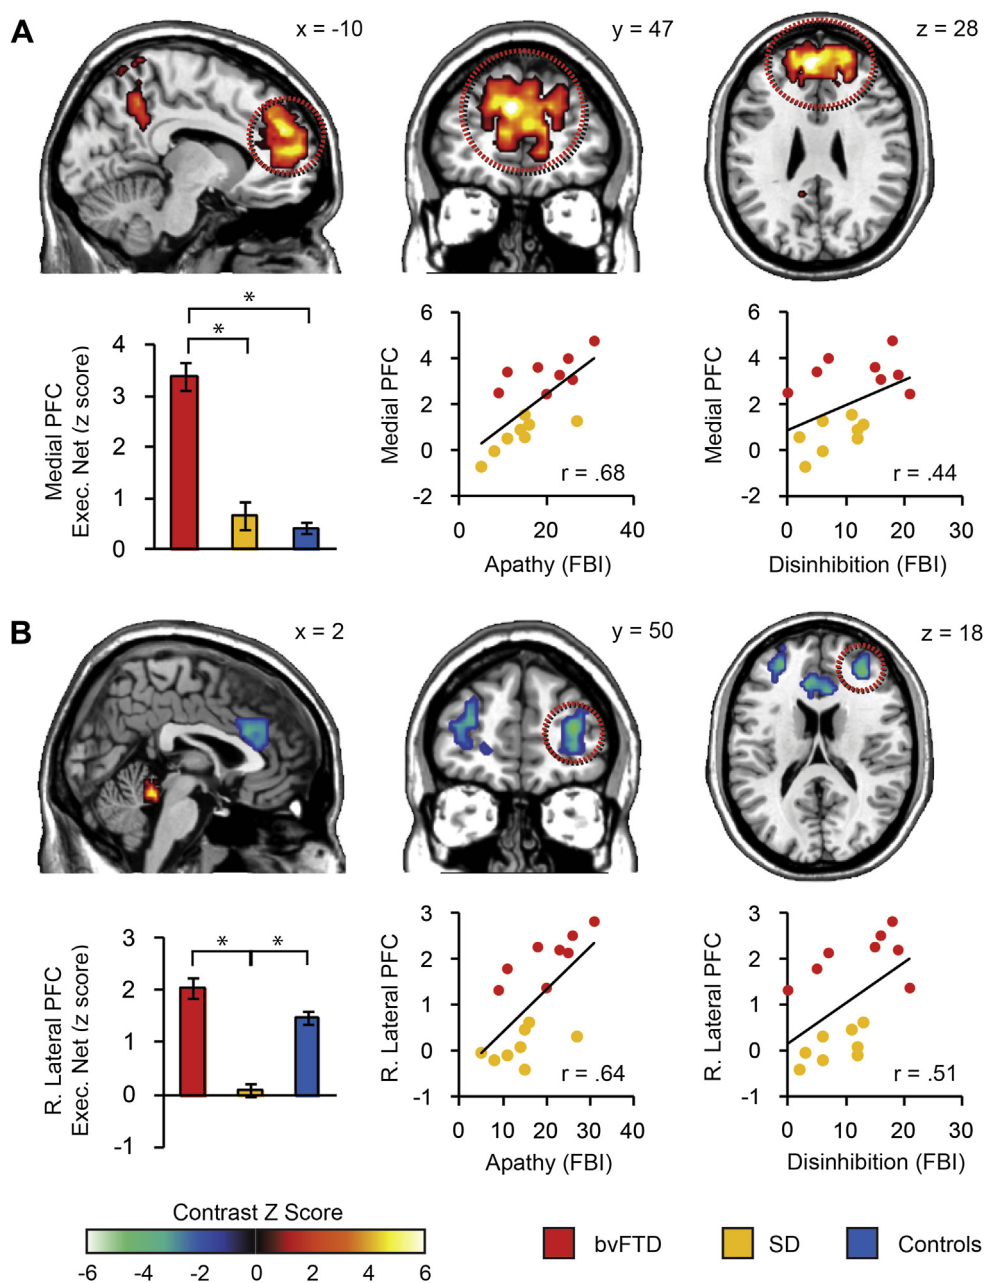 A
x = -10
y = 47
z = 28
*
*
4
3
2
1
0
Medial PFC
Exec. Net (z score)
6
4
2
0
-2
Medial PFC
r = .68
0 20 40
Apathy (FBI)
6
4
2
0
-2
Medial PFC
r = .44
0 10 20 30
Disinhibition (FBI)
B
x = 2
y = 50
z = 18
* *
3
2
1
0
-1
R. Lateral PFC
Exec. Net (z score)
3
2
1
0
-1
R. Lateral PFC
r = .64
0 10 20 30 40
Apathy (FBI)
3
2
1
0
-1
R. Lateral PFC
r = .51
0 10 20 30
Disinhibition (FBI)
Contrast Z Score
-6 -4 -2 0 2 4 6
bvFTD
SD
Controls